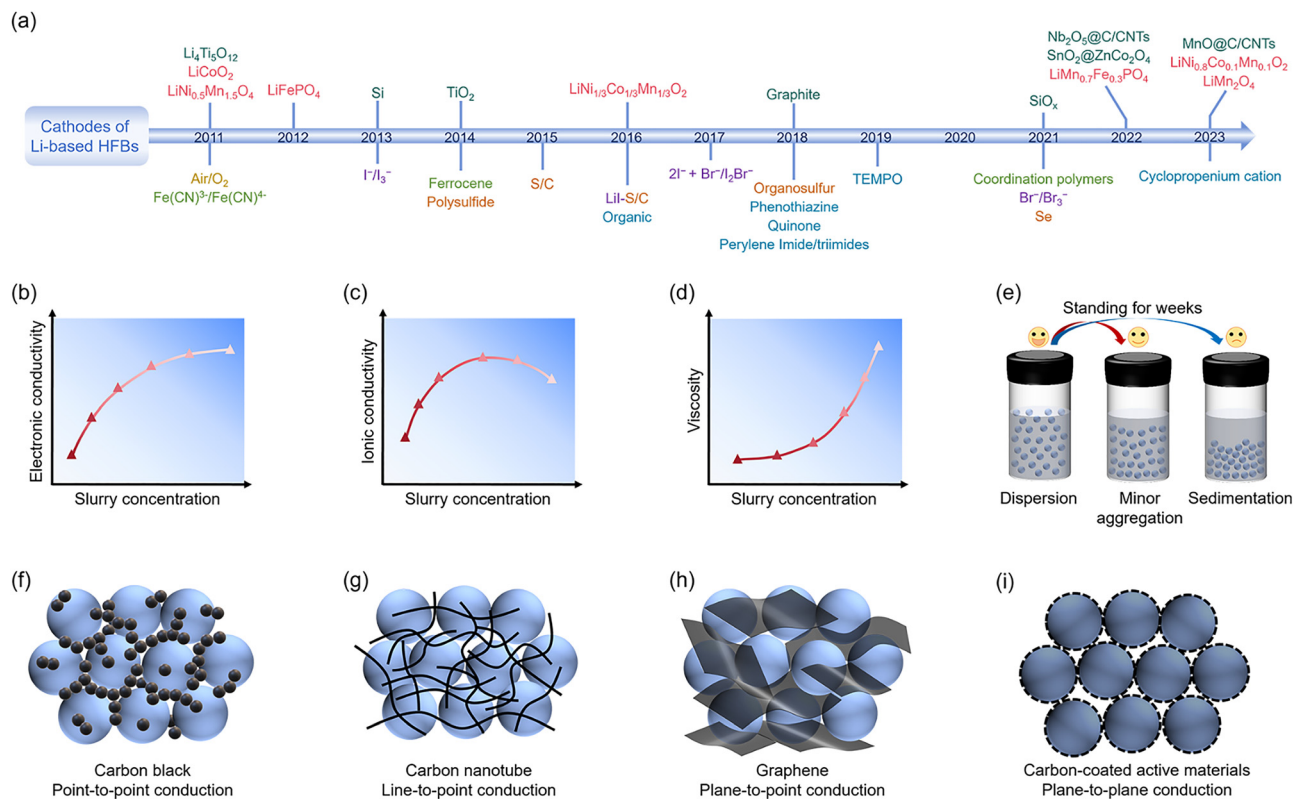 (a)
Li₄Ti₅O₁₂
LiCoO₂
LiNi₀.₅Mn₁.₅O₄
LiFePO₄
Si
TiO₂
LiNi₁/₃Co₁/₃Mn₁/₃O₂
Graphite
SiOₓ
Nb₂O₅@C/CNTs
SnO₂@ZnCo₂O₄
LiMn₀.₇Fe₀.₃PO₄
MnO@C/CNTs
LiNi₀.₈Co₀.₁Mn₀.₁O₂
LiMn₂O₄
Cathodes of
Li-based HFBs
2011 2012 2013 2014 2015 2016 2017 2018 2019 2020 2021 2022 2023
Air/O₂
Fe(CN)³⁻/Fe(CN)⁴⁻
I⁻/I₃⁻
Ferrocene
Polysulfide
S/C
LiI-S/C
Organic
2I⁻ + Br⁻/I₂Br⁻
Organosulfur
Phenothiazine
Quinone
Perylene Imide/triimides
TEMPO
Coordination polymers
Br⁻/Br₃⁻
Se
Cyclopropenium cation
(b)
Electronic conductivity
Slurry concentration
(c)
Ionic conductivity
Slurry concentration
(d)
Viscosity
Slurry concentration
(e)
Standing for weeks
Dispersion
Minor
aggregation
Sedimentation
(f)
Carbon black
Point-to-point conduction
(g)
Carbon nanotube
Line-to-point conduction
(h)
Graphene
Plane-to-point conduction
(i)
Carbon-coated active materials
Plane-to-plane conduction